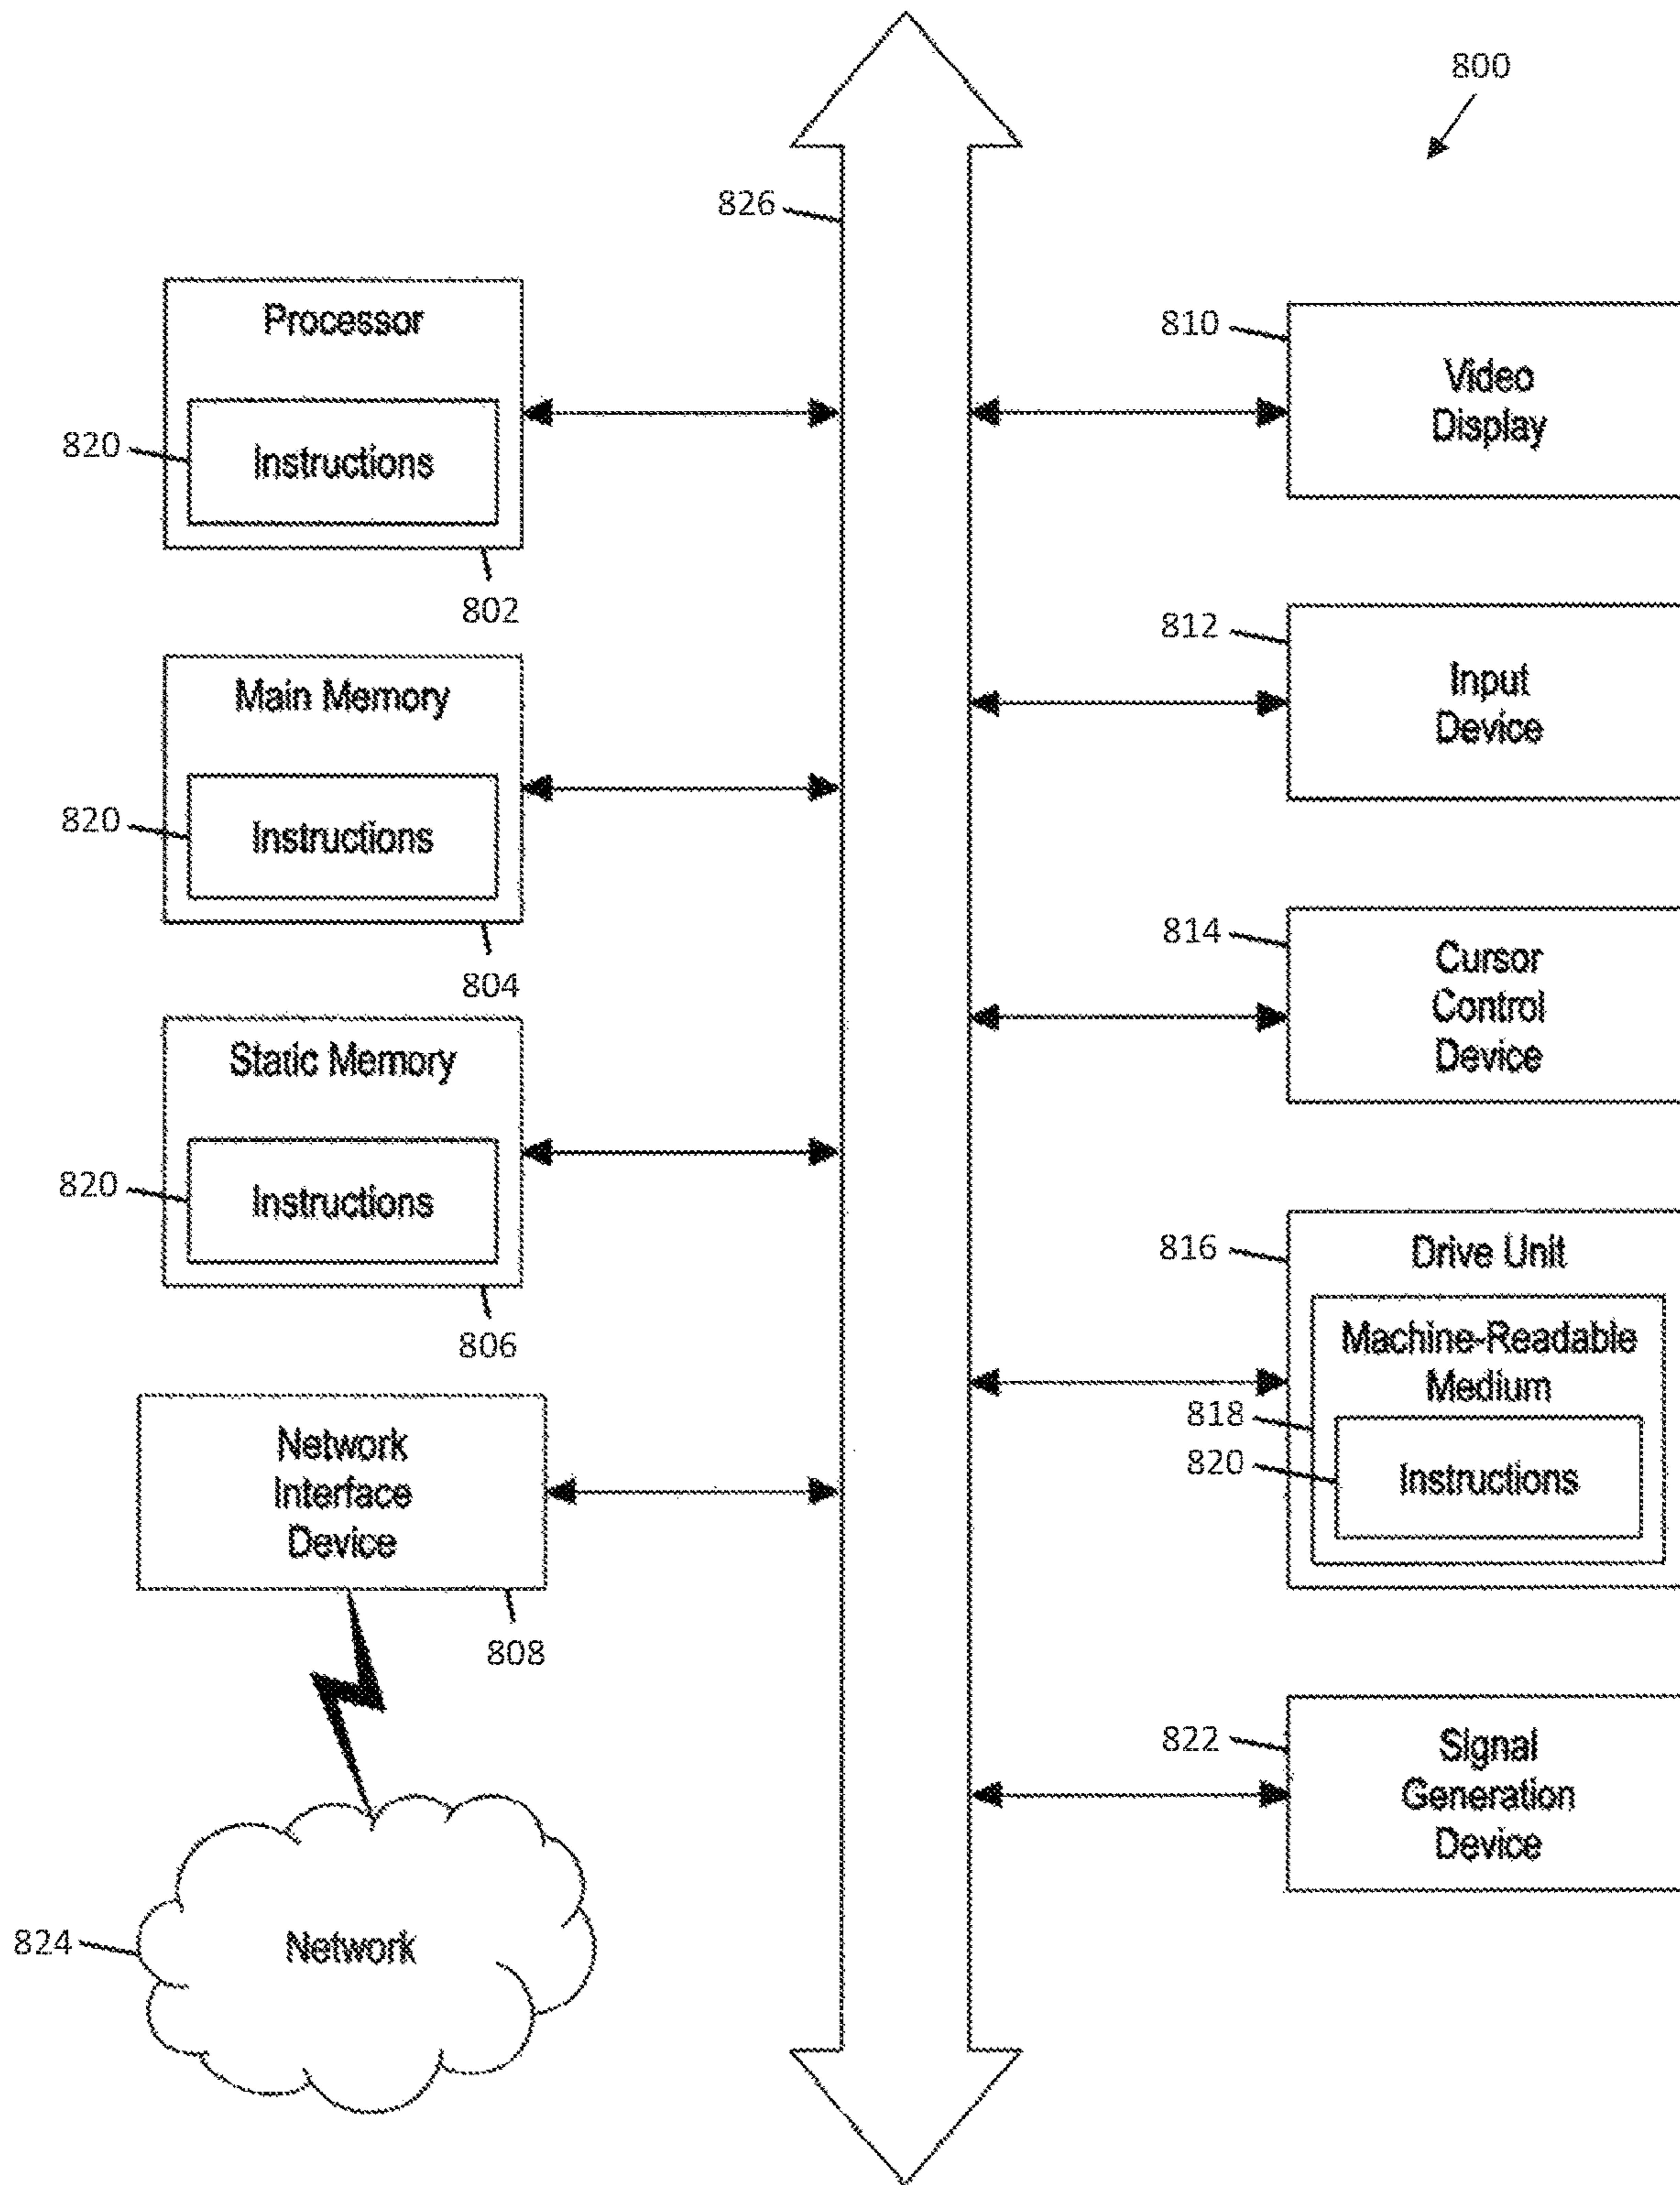 800
826
Processor
820
Instructions
802
Main Memory
820
Instructions
804
Static Memory
820
Instructions
806
Network
Interface
Device
808
824
Network
810
Video
Display
812
Input
Device
814
Cursor
Control
Device
816
Drive Unit
Machine-Readable
Medium
818
820
Instructions
822
Signal
Generation
Device